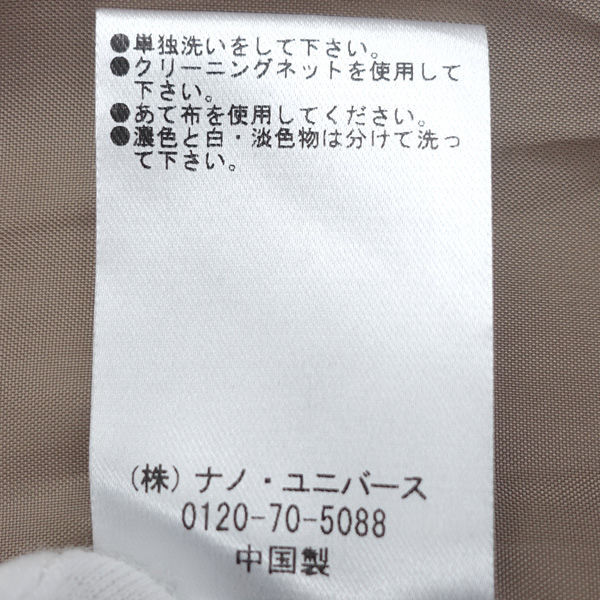 ●単独洗いをして下さい。
●クリーニングネットを使用して
下さい。
●あて布を使用してください。
●濃色と白・淡色物は分けて洗っ
て下さい。
(株)ナノ・ユニバース
0120-70-5088
中国製